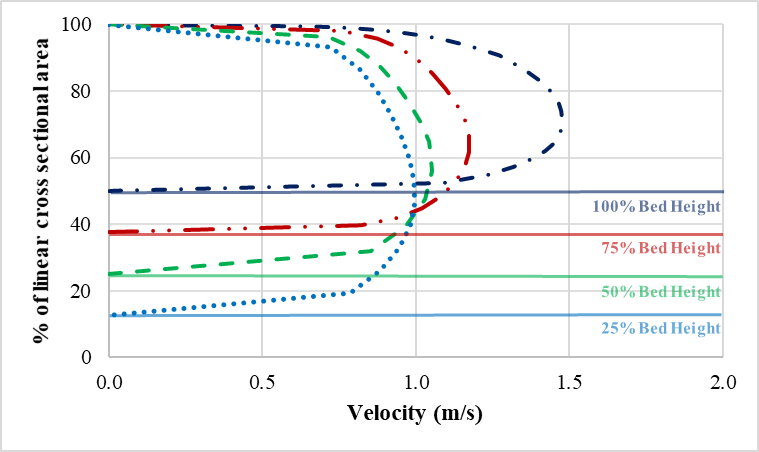 % of linear cross sectional area
100
80
60
40
20
0
100% Bed Height
75% Bed Height
50% Bed Height
25% Bed Height
0.0 0.5 1.0 1.5 2.0
Velocity (m/s)